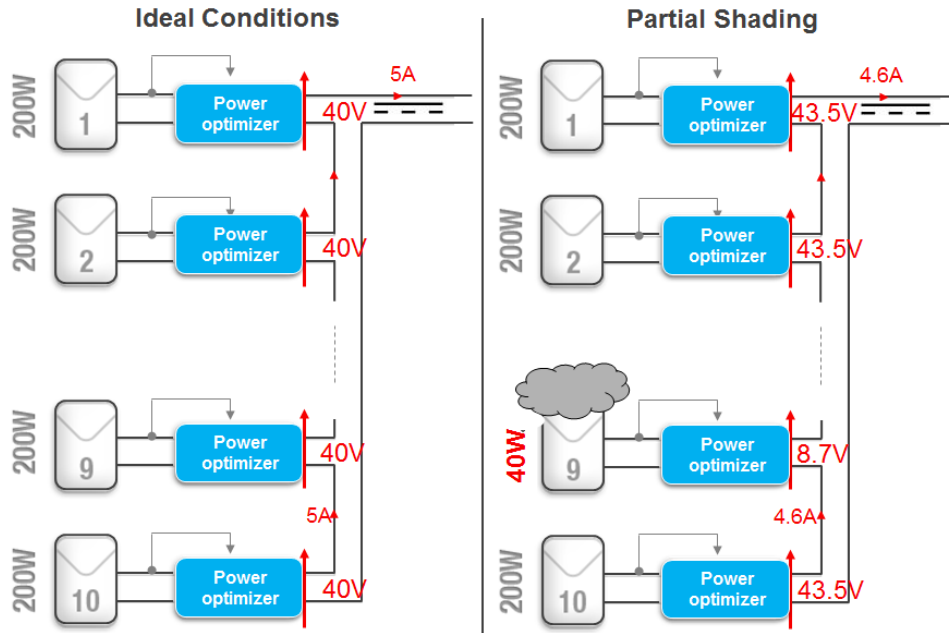 Ideal Conditions
200W
1
Power
optimizer
40V
5A
200W
2
Power
optimizer
40V
200W
9
Power
optimizer
40V
5A
200W
10
Power
optimizer
40V
Partial Shading
200W
1
Power
optimizer
43.5V
4.6A
200W
2
Power
optimizer
43.5V
40W
9
Power
optimizer
8.7V
4.6A
200W
10
Power
optimizer
43.5V